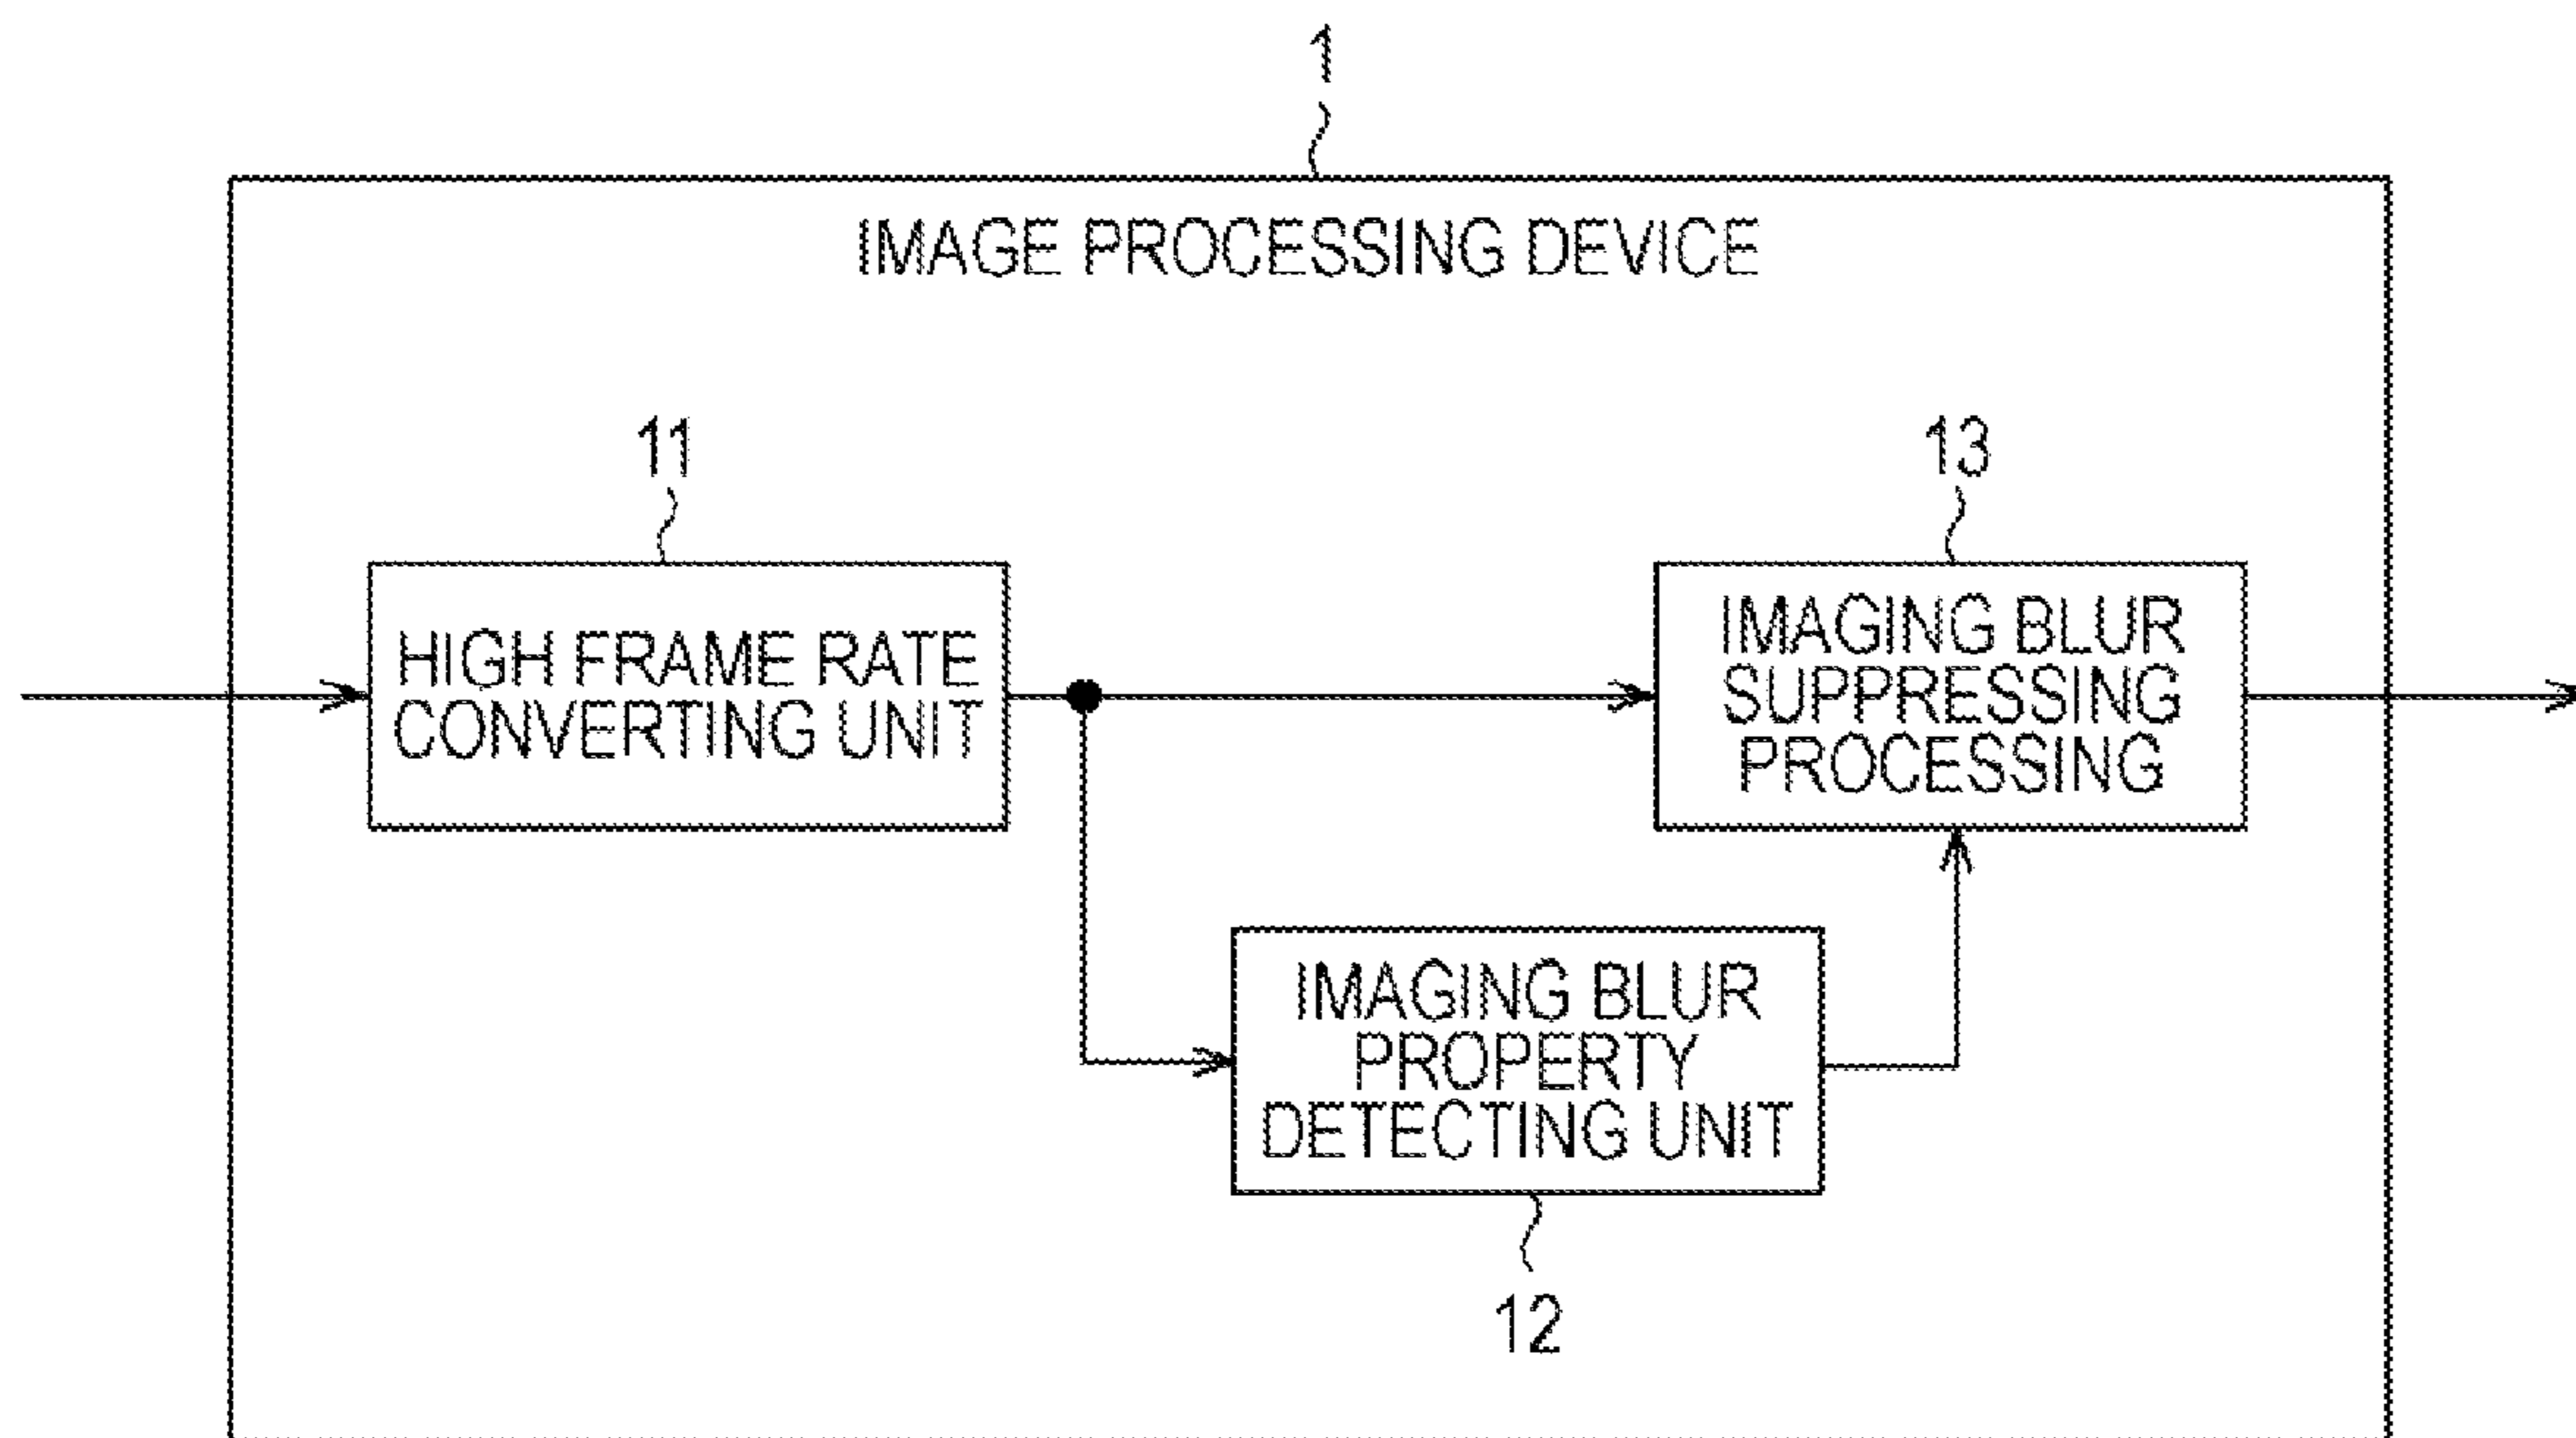 1
IMAGE PROCESSING DEVICE
11
13
HIGH FRAME RATE
CONVERTING UNIT
IMAGING BLUR
SUPPRESSING
PROCESSING
IMAGING BLUR
PROPERTY
DETECTING UNIT
12